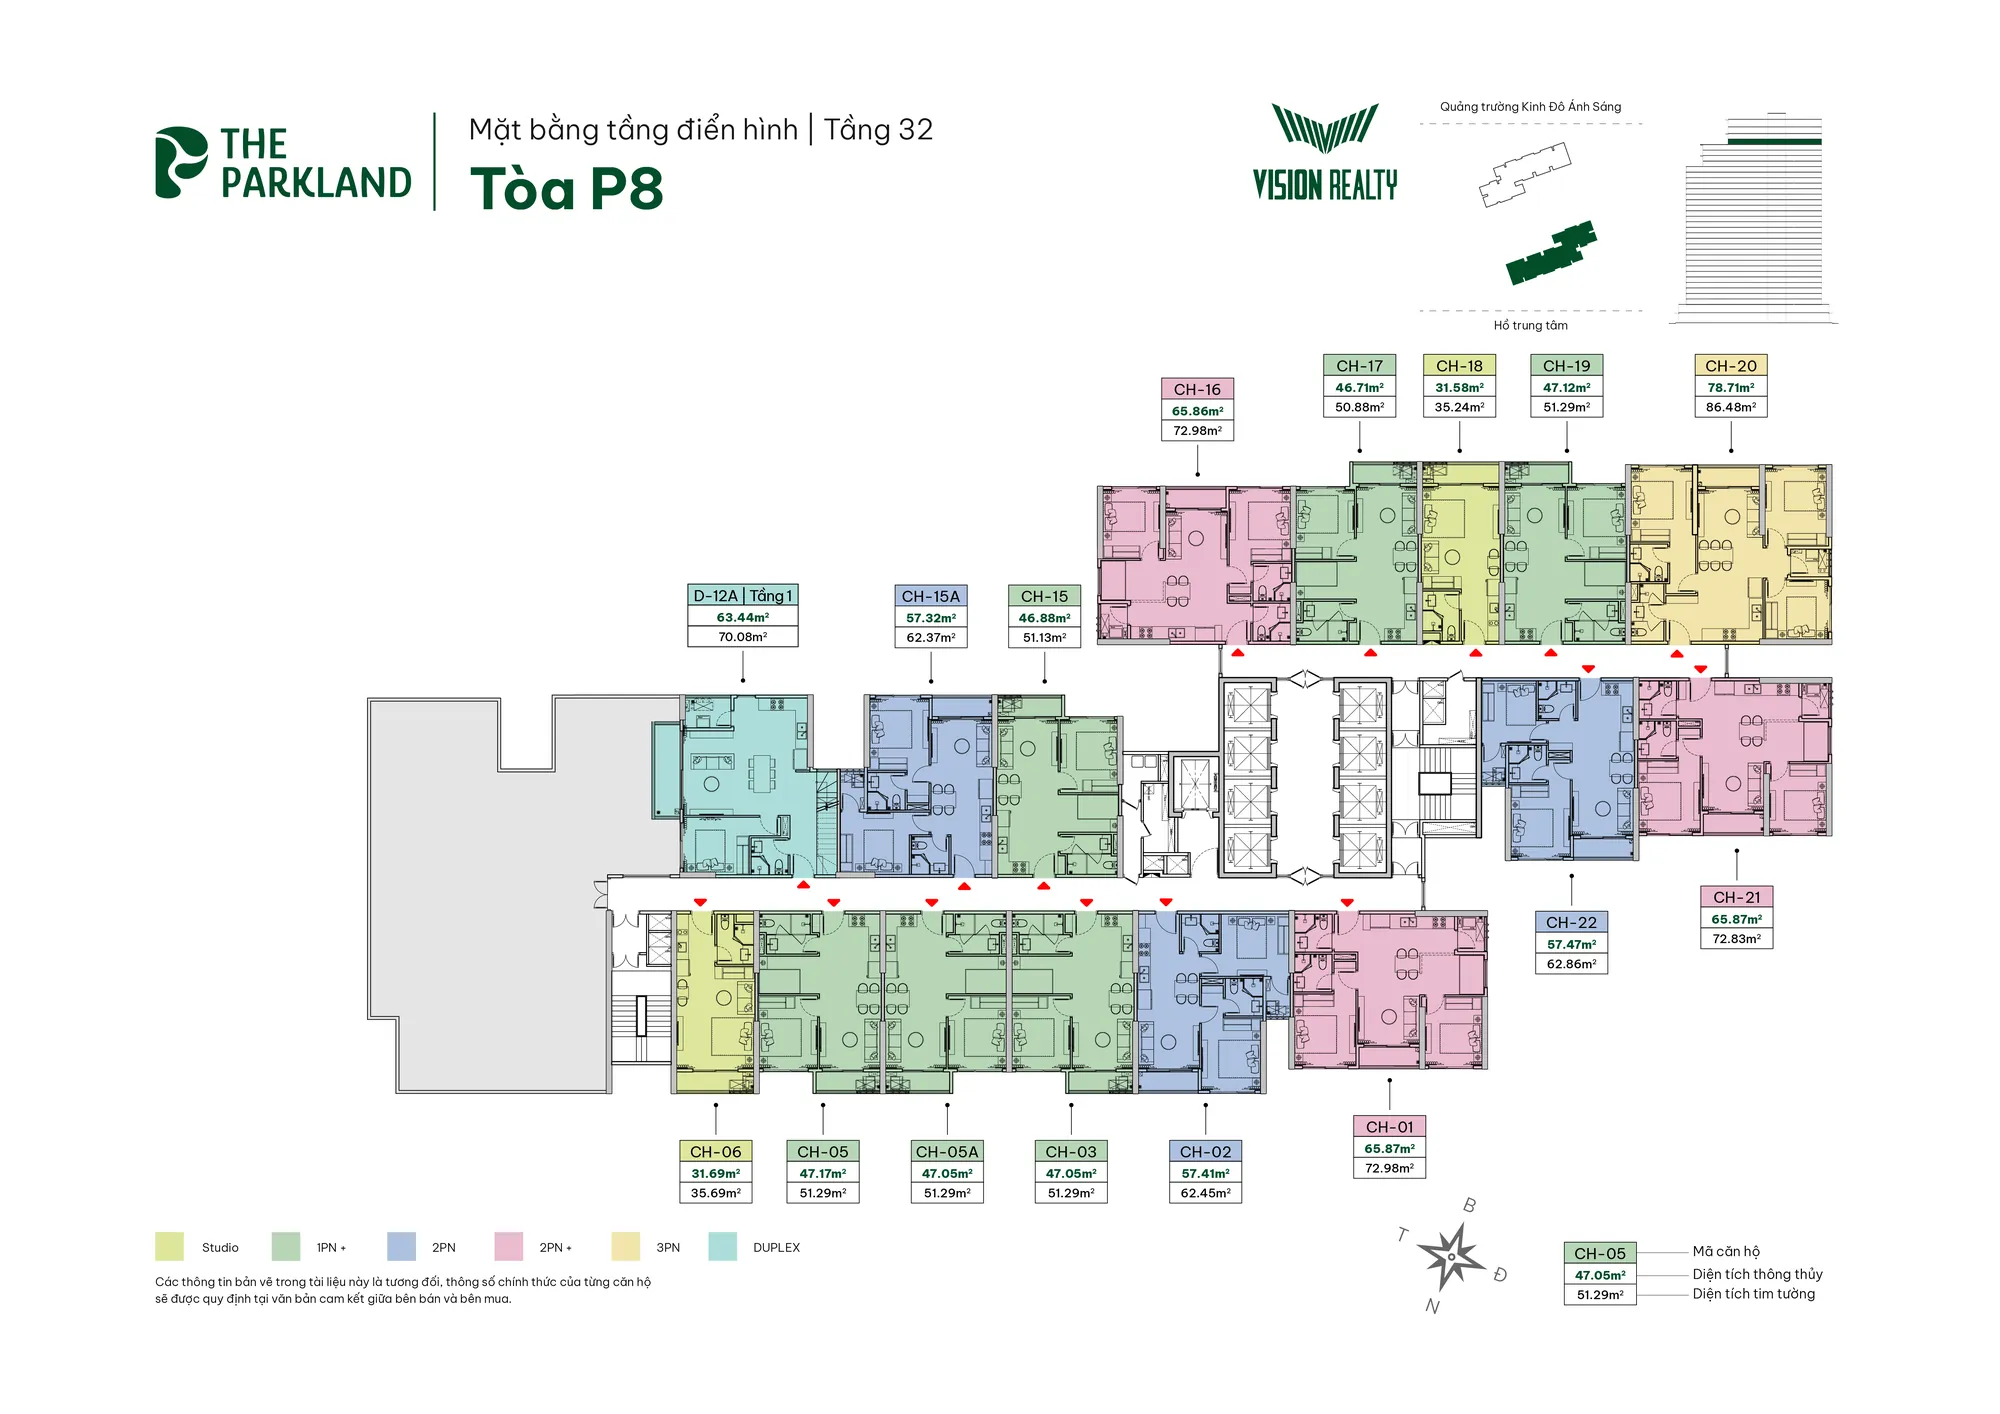 THE
PARKLAND
Mặt bằng tầng điển hình | Tầng 32
Tòa P8
VISION REALTY
Quảng trường Kinh Đô Ánh Sáng
Hồ trung tâm
CH-16
65.86m²
72.98m²
CH-17
46.71m²
50.88m²
CH-18
31.58m²
35.24m²
CH-19
47.12m²
51.29m²
CH-20
78.71m²
86.48m²
D-12A | Tầng 1
63.44m²
70.08m²
CH-15A
57.32m²
62.37m²
CH-15
46.88m²
51.13m²
CH-21
65.87m²
72.83m²
CH-22
57.47m²
62.86m²
CH-01
65.87m²
72.98m²
CH-06
31.69m²
35.69m²
CH-05
47.17m²
51.29m²
CH-05A
47.05m²
51.29m²
CH-03
47.05m²
51.29m²
CH-02
57.41m²
62.45m²
Studio
1PN +
2PN
2PN +
3PN
DUPLEX
Các thông tin bản vẽ trong tài liệu này là tương đối, thông số chính thức của từng căn hộ
sẽ được quy định tại văn bản cam kết giữa bên bán và bên mua.
B
T
Đ
N
CH-05
47.05m²
51.29m²
Mã căn hộ
Diện tích thông thủy
Diện tích tim tường